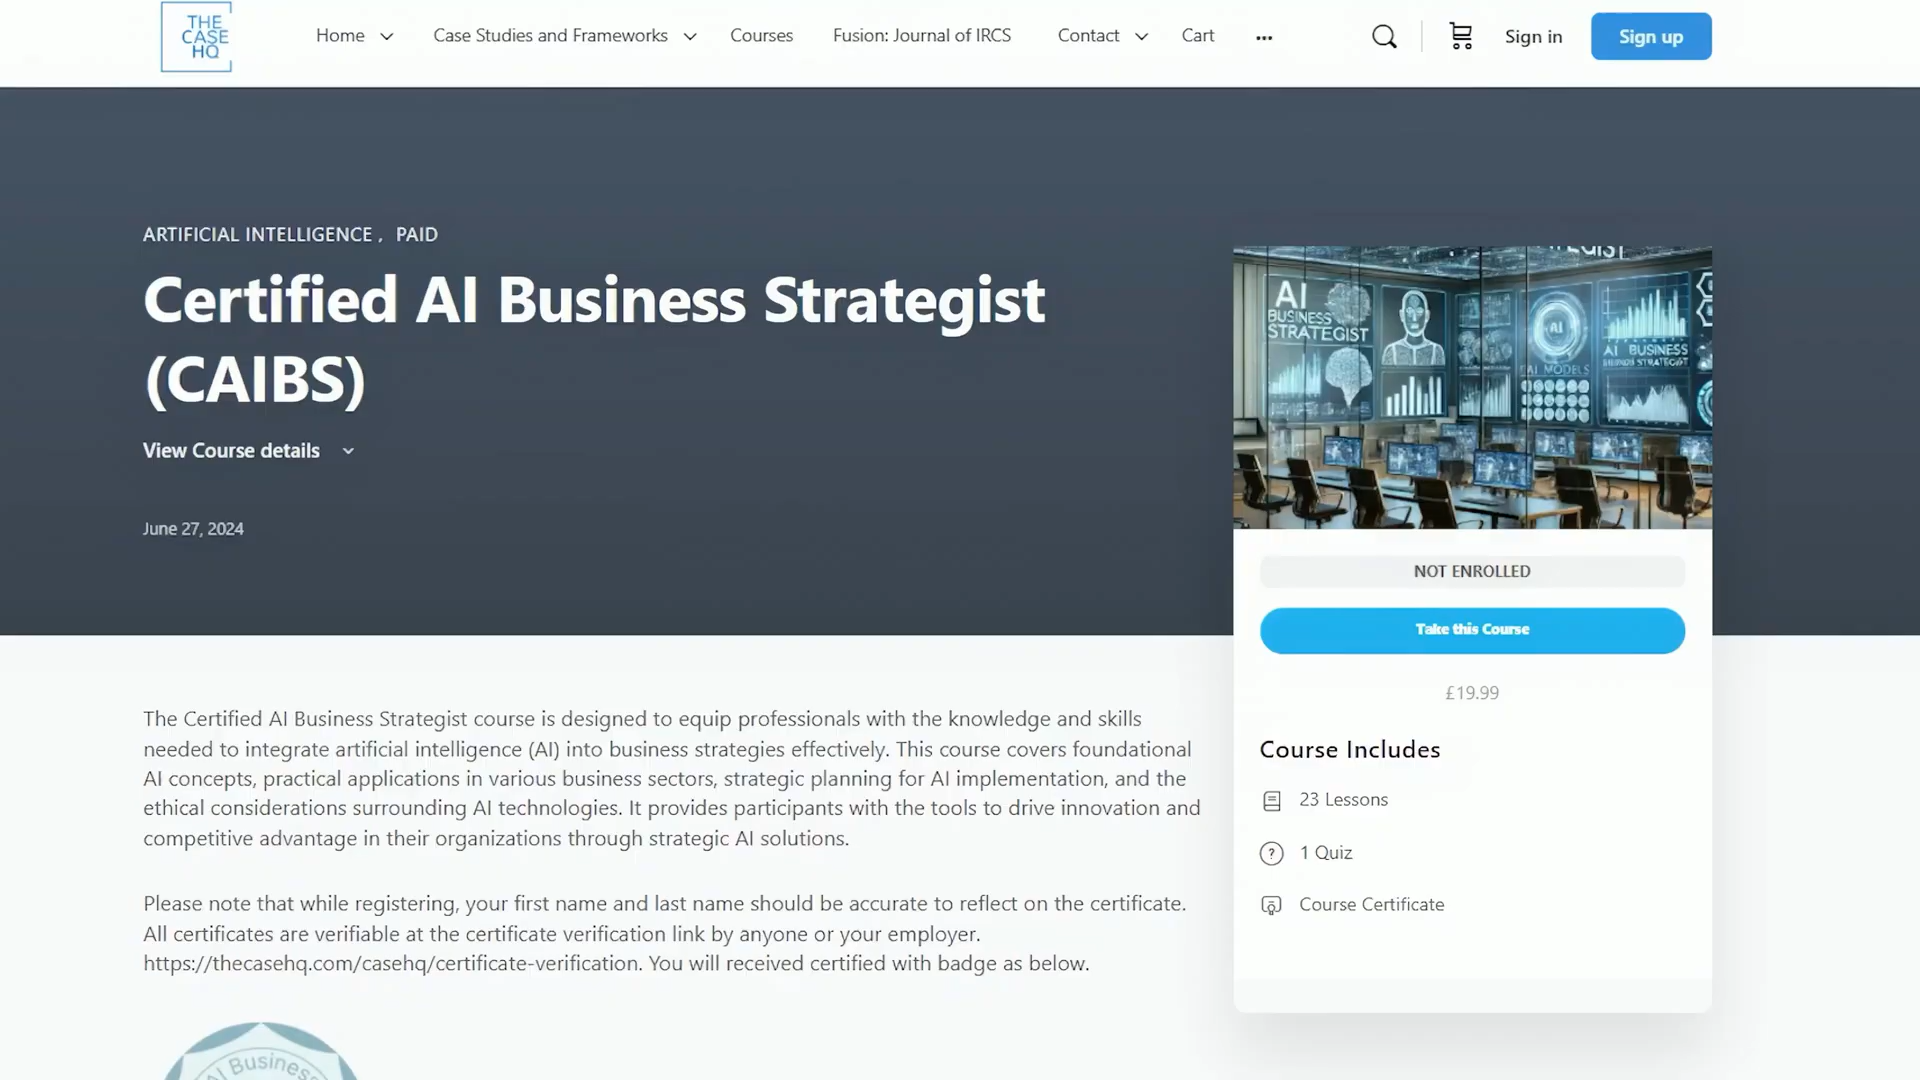 THE
CASE
HQ
Home
Case Studies and Frameworks
Courses
Fusion: Journal of IRCS
Contact
Cart
Sign in
Sign up
ARTIFICIAL INTELLIGENCE , PAID
Certified AI Business Strategist
(CAIBS)
View Course details
June 27, 2024
AI
BUSINESS
STRATEGIST
AI
AI MODELS
AI BUSINESS
NOT ENROLLED
Take this Course
£19.99
Course Includes
23 Lessons
? 1 Quiz
Course Certificate
The Certified AI Business Strategist course is designed to equip professionals with the knowledge and skills
needed to integrate artificial intelligence (AI) into business strategies effectively. This course covers foundational
AI concepts, practical applications in various business sectors, strategic planning for AI implementation, and the
ethical considerations surrounding AI technologies. It provides participants with the tools to drive innovation and
competitive advantage in their organizations through strategic AI solutions.
Please note that while registering, your first name and last name should be accurate to reflect on the certificate.
All certificates are verifiable at the certificate verification link by anyone or your employer.
https://thecasehq.com/casehq/certificate-verification. You will received certified with badge as below.
AI Business